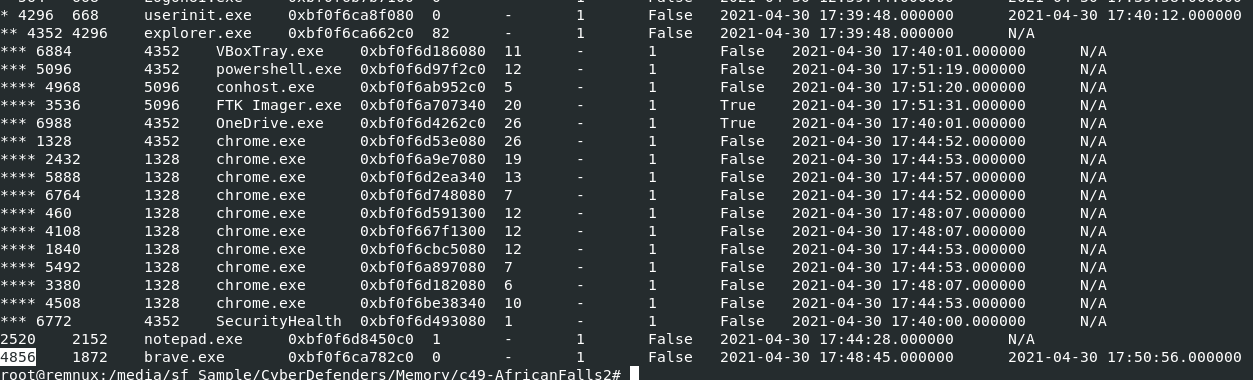 * 4296 668 userinit.exe 0xbf0f6ca8f080 0 - 1 False 2021-04-30 17:39:48.000000 2021-04-30 17:40:12.000000
** 4352 4296 explorer.exe 0xbf0f6ca662c0 82 - 1 False 2021-04-30 17:39:48.000000 N/A
*** 6884 4352 VBoxTray.exe 0xbf0f6d186080 11 - 1 False 2021-04-30 17:40:01.000000 N/A
*** 5096 4352 powershell.exe 0xbf0f6d97f2c0 12 - 1 False 2021-04-30 17:51:19.000000 N/A
**** 4968 5096 conhost.exe 0xbf0f6ab952c0 5 - 1 False 2021-04-30 17:51:20.000000 N/A
**** 3536 5096 FTK Imager.exe 0xbf0f6a707340 20 - 1 True 2021-04-30 17:51:31.000000 N/A
*** 6988 4352 OneDrive.exe 0xbf0f6d4262c0 26 - 1 True 2021-04-30 17:40:01.000000 N/A
*** 1328 4352 chrome.exe 0xbf0f6d53e080 26 - 1 False 2021-04-30 17:44:52.000000 N/A
**** 2432 1328 chrome.exe 0xbf0f6a9e7080 19 - 1 False 2021-04-30 17:44:53.000000 N/A
**** 5888 1328 chrome.exe 0xbf0f6d2ea340 13 - 1 False 2021-04-30 17:44:57.000000 N/A
**** 6764 1328 chrome.exe 0xbf0f6d748080 7 - 1 False 2021-04-30 17:44:52.000000 N/A
**** 460 1328 chrome.exe 0xbf0f6d591300 12 - 1 False 2021-04-30 17:48:07.000000 N/A
**** 4108 1328 chrome.exe 0xbf0f667f1300 12 - 1 False 2021-04-30 17:48:07.000000 N/A
**** 1840 1328 chrome.exe 0xbf0f6cbc5080 12 - 1 False 2021-04-30 17:44:53.000000 N/A
**** 5492 1328 chrome.exe 0xbf0f6a897080 7 - 1 False 2021-04-30 17:44:53.000000 N/A
**** 3380 1328 chrome.exe 0xbf0f6d182080 6 - 1 False 2021-04-30 17:48:07.000000 N/A
**** 4508 1328 chrome.exe 0xbf0f6be38340 10 - 1 False 2021-04-30 17:44:53.000000 N/A
*** 6772 4352 SecurityHealth 0xbf0f6d493080 1 - 1 False 2021-04-30 17:40:00.000000 N/A
2520 2152 notepad.exe 0xbf0f6d8450c0 1 - 1 False 2021-04-30 17:44:28.000000 N/A
4856 1872 brave.exe 0xbf0f6ca782c0 0 - 1 False 2021-04-30 17:48:45.000000 2021-04-30 17:50:56.000000
root@remnux:/media/sf_Sample/CyberDefenders/Memory/c49-AfricanFalls2#